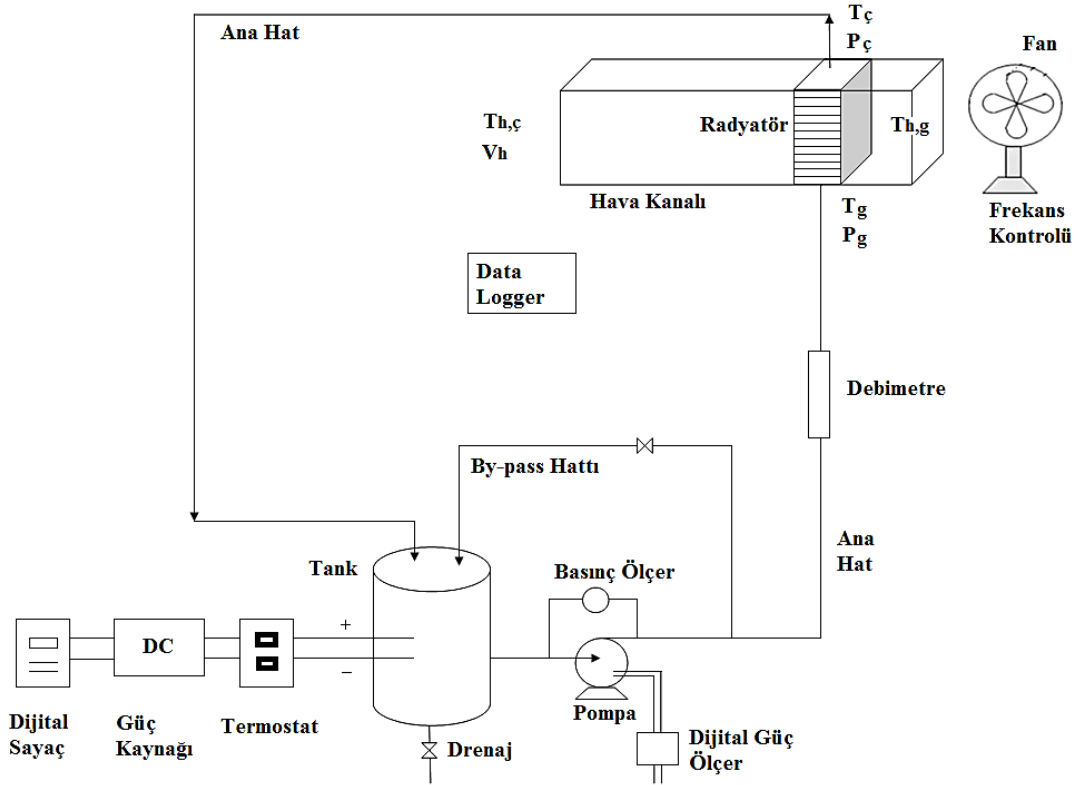 Ana Hat
Tç
Pç
Fan
Th,ç
Vh
Radyatör
Th,g
Hava Kanalı
Tg
Pg
Frekans
Kontrolü
Data
Logger
Debimetre
By-pass Hattı
Ana
Hat
Tank
Basınç Ölçer
+
DC
−
Dijital
Sayaç
Güç
Kaynağı
Termostat
Drenaj
Pompa
Dijital Güç
Ölçer